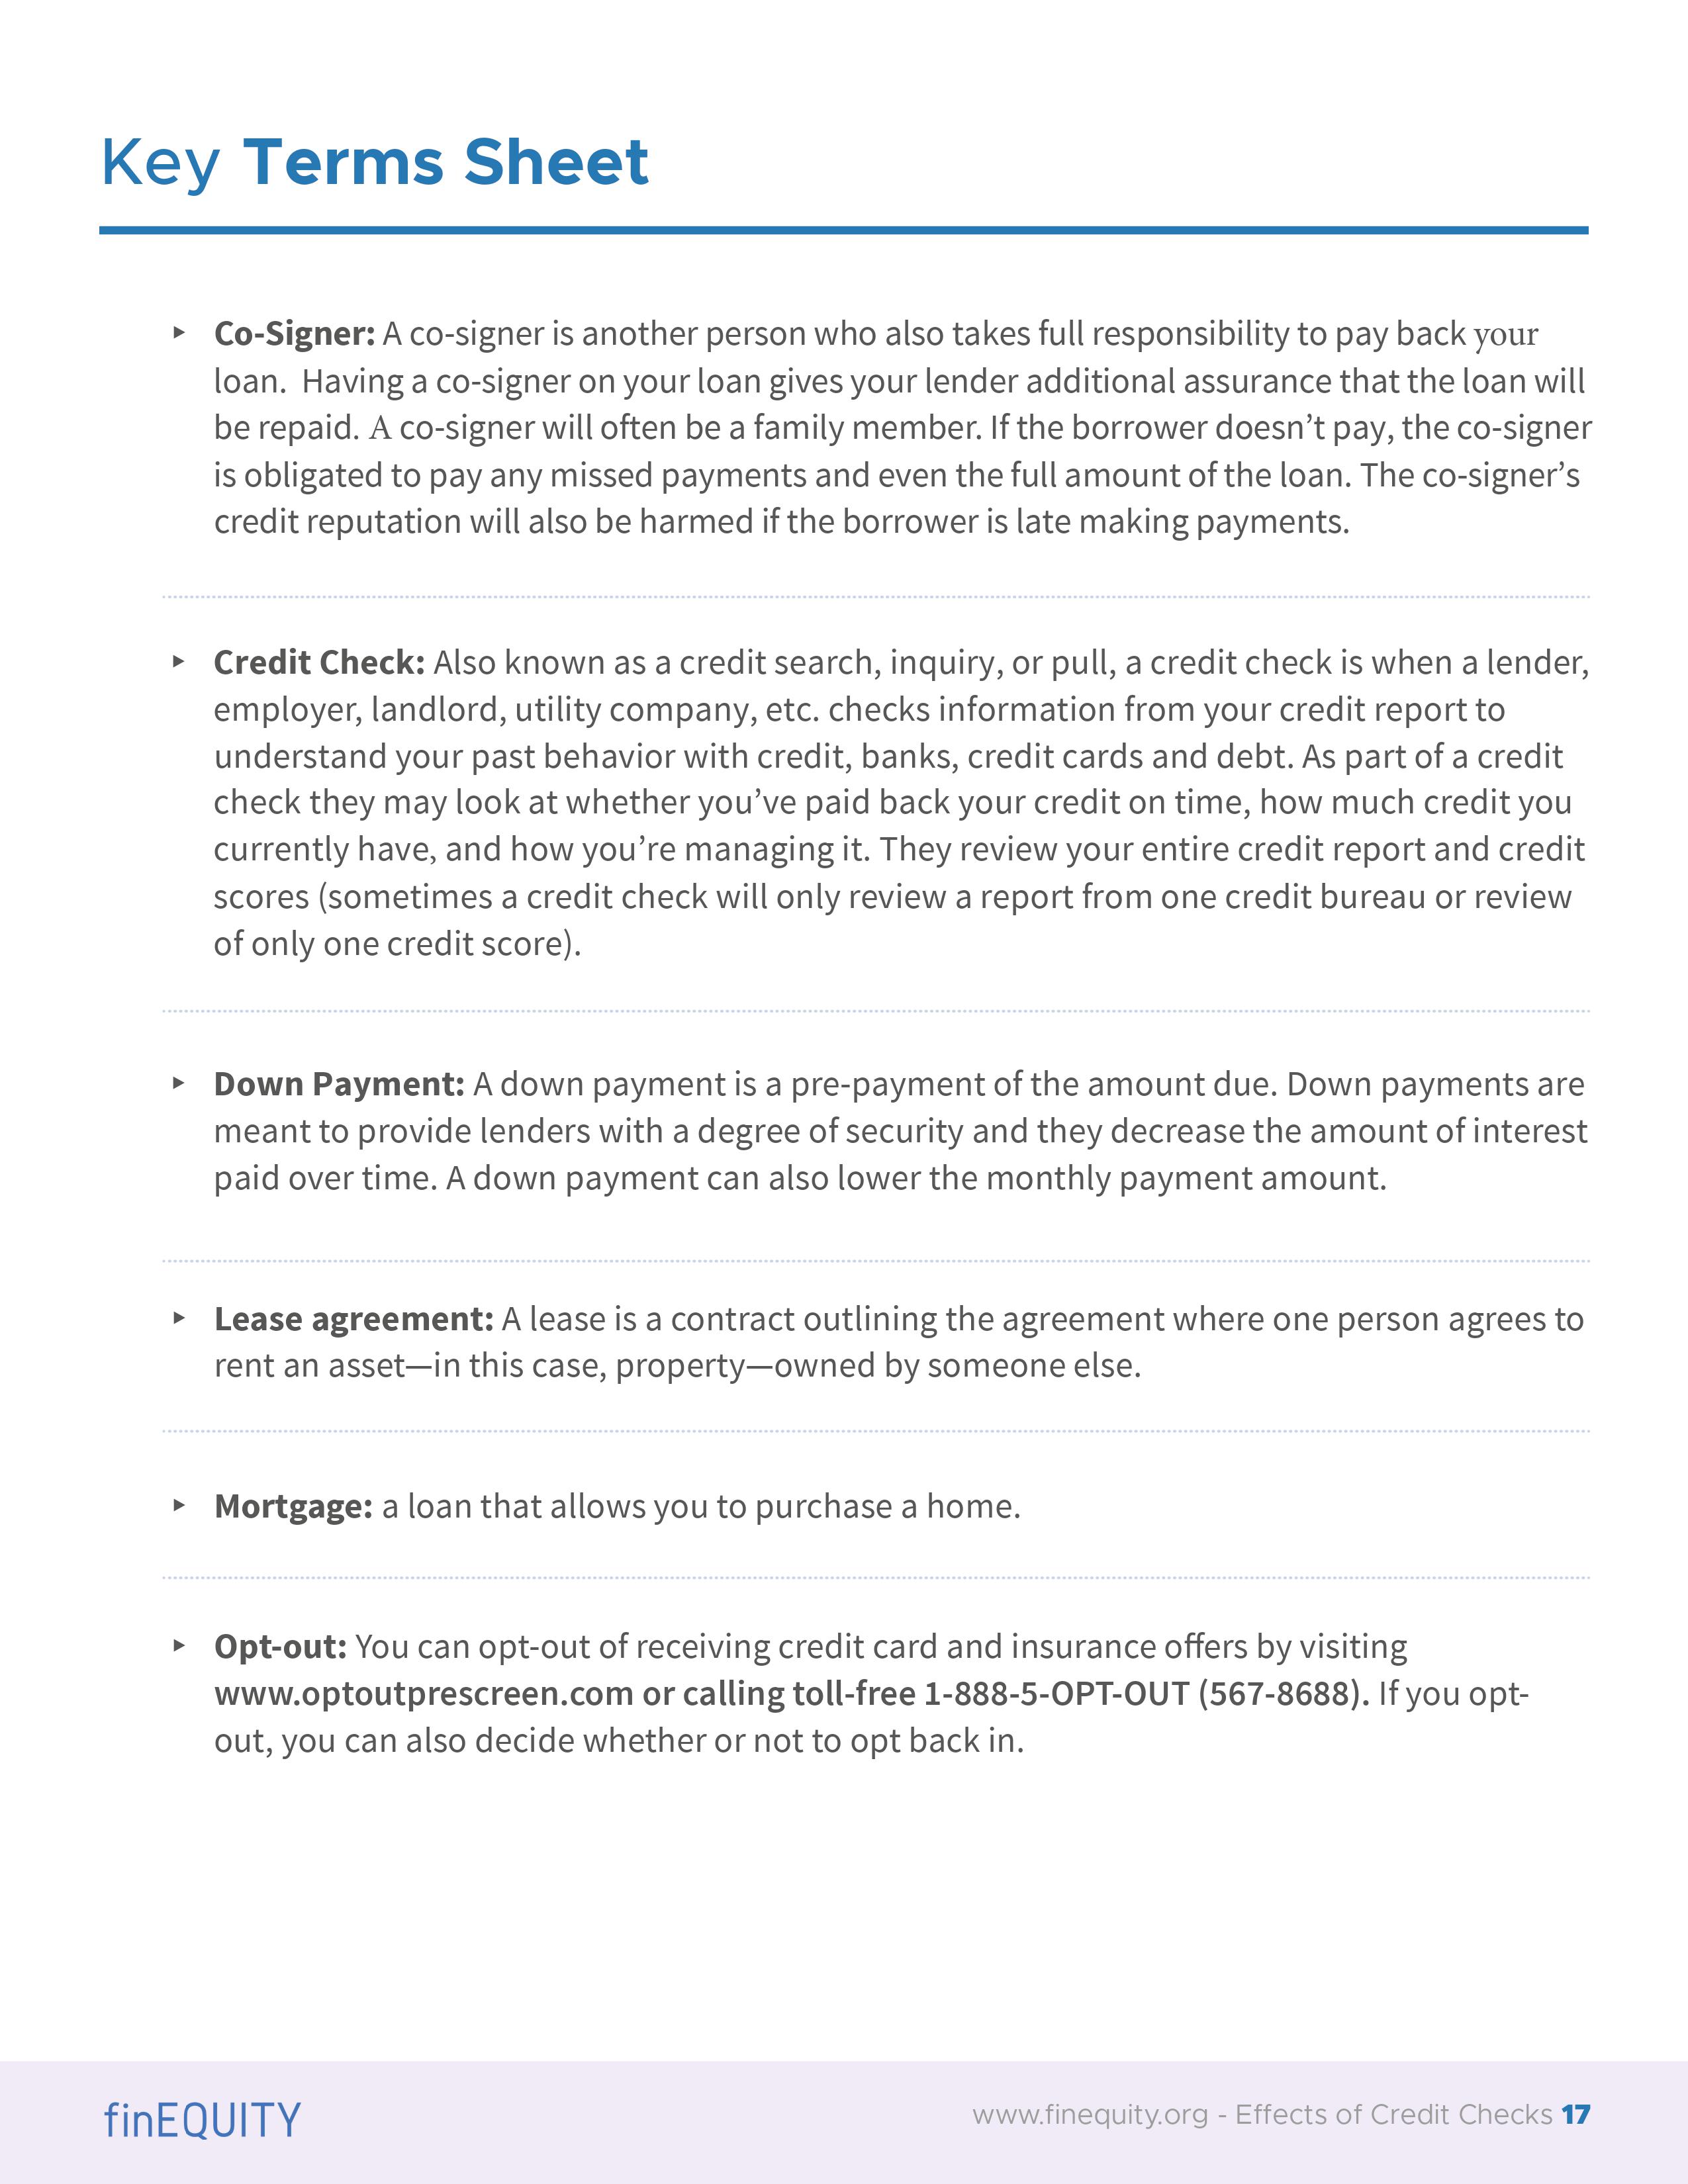 Key Terms Sheet
▸ Co-Signer: A co-signer is another person who also takes full responsibility to pay back your
loan.  Having a co-signer on your loan gives your lender additional assurance that the loan will
be repaid. A co-signer will often be a family member. If the borrower doesn’t pay, the co-signer
is obligated to pay any missed payments and even the full amount of the loan. The co-signer’s
credit reputation will also be harmed if the borrower is late making payments.
▸ Credit Check: Also known as a credit search, inquiry, or pull, a credit check is when a lender,
employer, landlord, utility company, etc. checks information from your credit report to
understand your past behavior with credit, banks, credit cards and debt. As part of a credit
check they may look at whether you’ve paid back your credit on time, how much credit you
currently have, and how you’re managing it. They review your entire credit report and credit
scores (sometimes a credit check will only review a report from one credit bureau or review
of only one credit score).
▸ Down Payment: A down payment is a pre-payment of the amount due. Down payments are
meant to provide lenders with a degree of security and they decrease the amount of interest
paid over time. A down payment can also lower the monthly payment amount.
▸ Lease agreement: A lease is a contract outlining the agreement where one person agrees to
rent an asset—in this case, property—owned by someone else.
▸ Mortgage: a loan that allows you to purchase a home.
▸ Opt-out: You can opt-out of receiving credit card and insurance offers by visiting
www.optoutprescreen.com or calling toll-free 1-888-5-OPT-OUT (567-8688). If you opt-
out, you can also decide whether or not to opt back in.
finEQUITY
www.finequity.org - Effects of Credit Checks 17